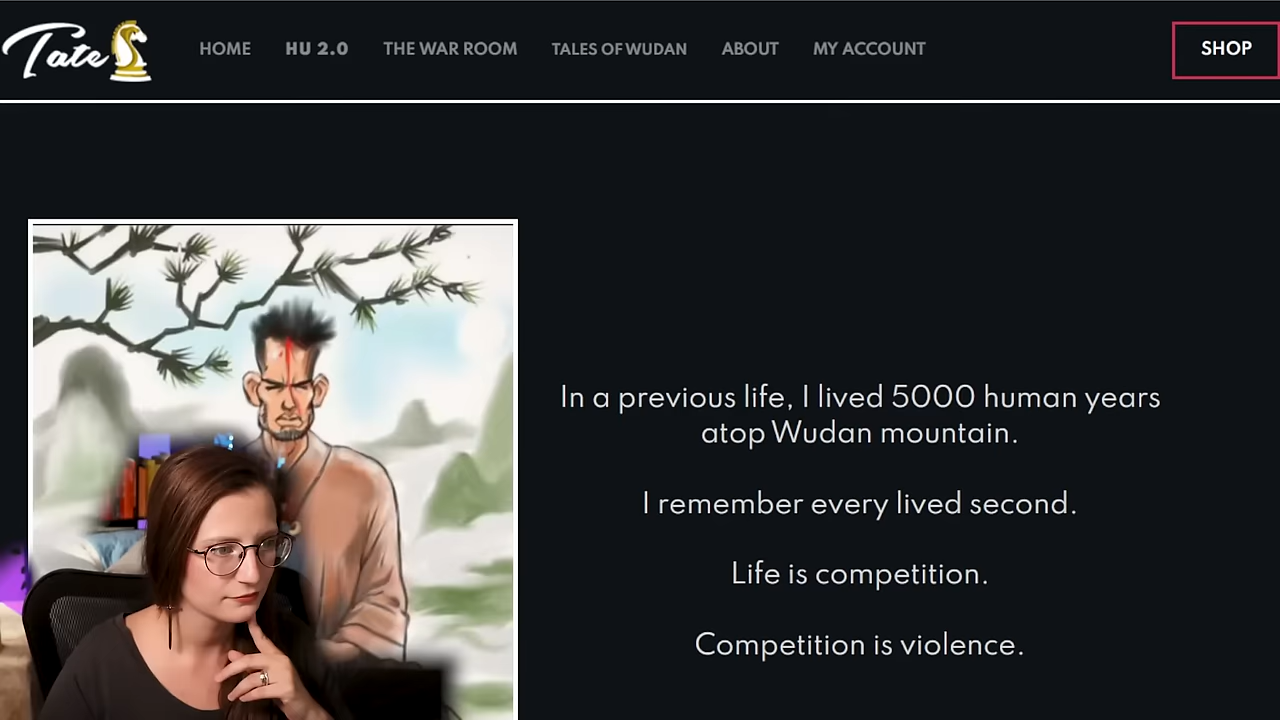 Tate
HOME
HU 2.0
THE WAR ROOM
TALES OF WUDAN
ABOUT
MY ACCOUNT
SHOP
In a previous life, I lived 5000 human years
atop Wudan mountain.
I remember every lived second.
Life is competition.
Competition is violence.